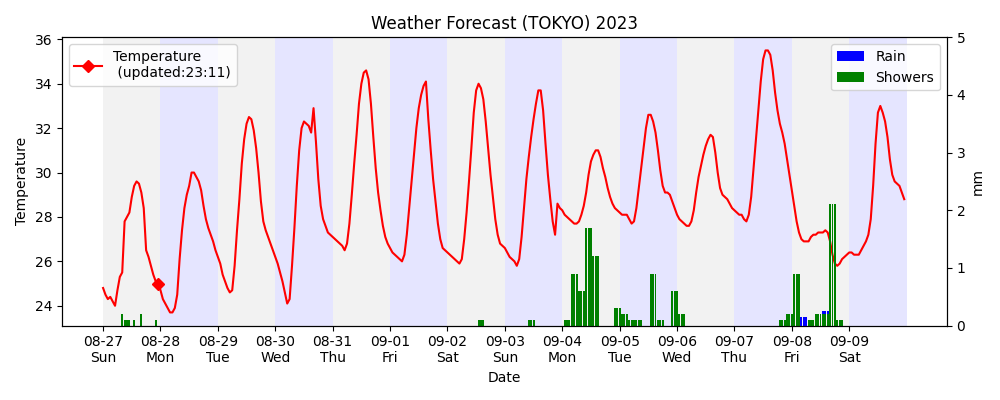 Weather Forecast (TOKYO) 2023
Temperature
(updated:23:11)
Rain
Showers
36
34
32
30
28
26
24
Temperature
5
4
3
2
1
0
mm
08-27 08-28 08-29 08-30 08-31 09-01 09-02 09-03 09-04 09-05 09-06 09-07 09-08 09-09
Sun Mon Tue Wed Thu Fri Sat Sun Mon Tue Wed Thu Fri Sat
Date